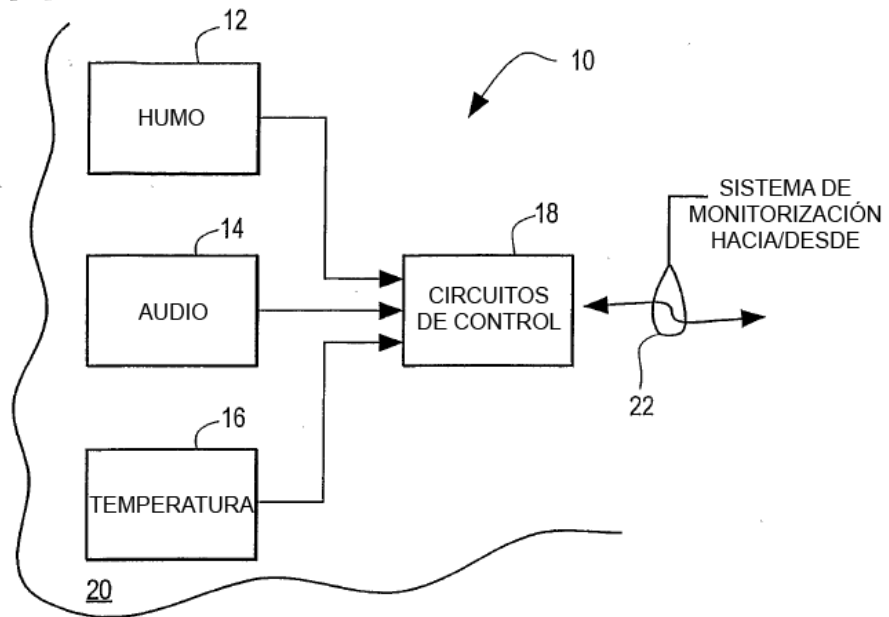 12
HUMO
10
14
AUDIO
18
CIRCUITOS
DE CONTROL
SISTEMA DE
MONITORIZACIÓN
HACIA/DESDE
22
16
TEMPERATURA
20